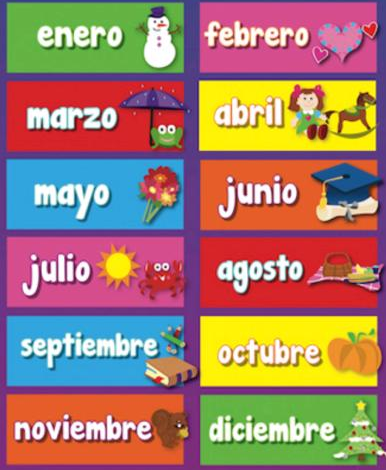 enero
febrero
marzo
abril
mayo
junio
julio
agosto
septiembre
octubre
noviembre
diciembre